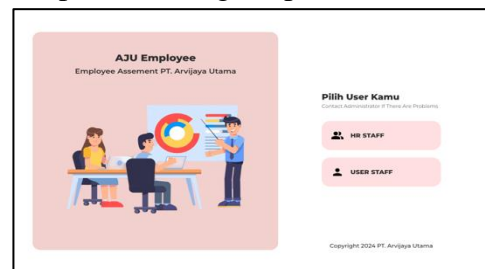 AJU Employee
Employee Assement PT. Arvijaya Utama
Pilih User Kamu
Contact Administrator if There Are Problems
HR STAFF
USER STAFF
Copyright 2024 PT. Arvijaya Utama